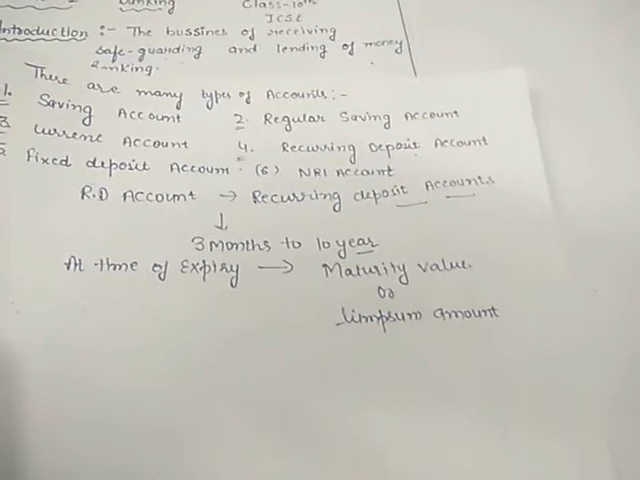 Banking Class-10th
ICSE
Introduction :- The bussines of receiving
safe-guarding and lending of money
Banking.
There are many types of Accounts :-
1. Saving Account 2. Regular Saving Account
3. Current Account 4. Recurring Deposit Account
5. Fixed deposit Account. (6) NRI Account
R.D Account → Recurring deposit Accounts
↓
3 months to 10 year
At time of Expiry → Maturity value
or
limpsum amount